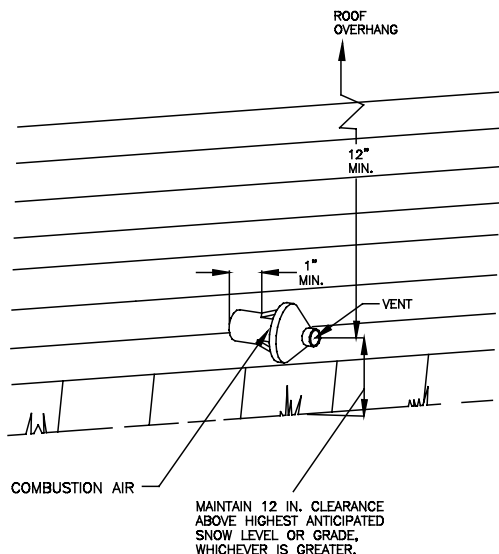 ROOF
OVERHANG
12"
MIN.
1"
MIN.
VENT
COMBUSTION AIR
MAINTAIN 12 IN. CLEARANCE
ABOVE HIGHEST ANTICIPATED
SNOW LEVEL OR GRADE,
WHICHEVER IS GREATER.